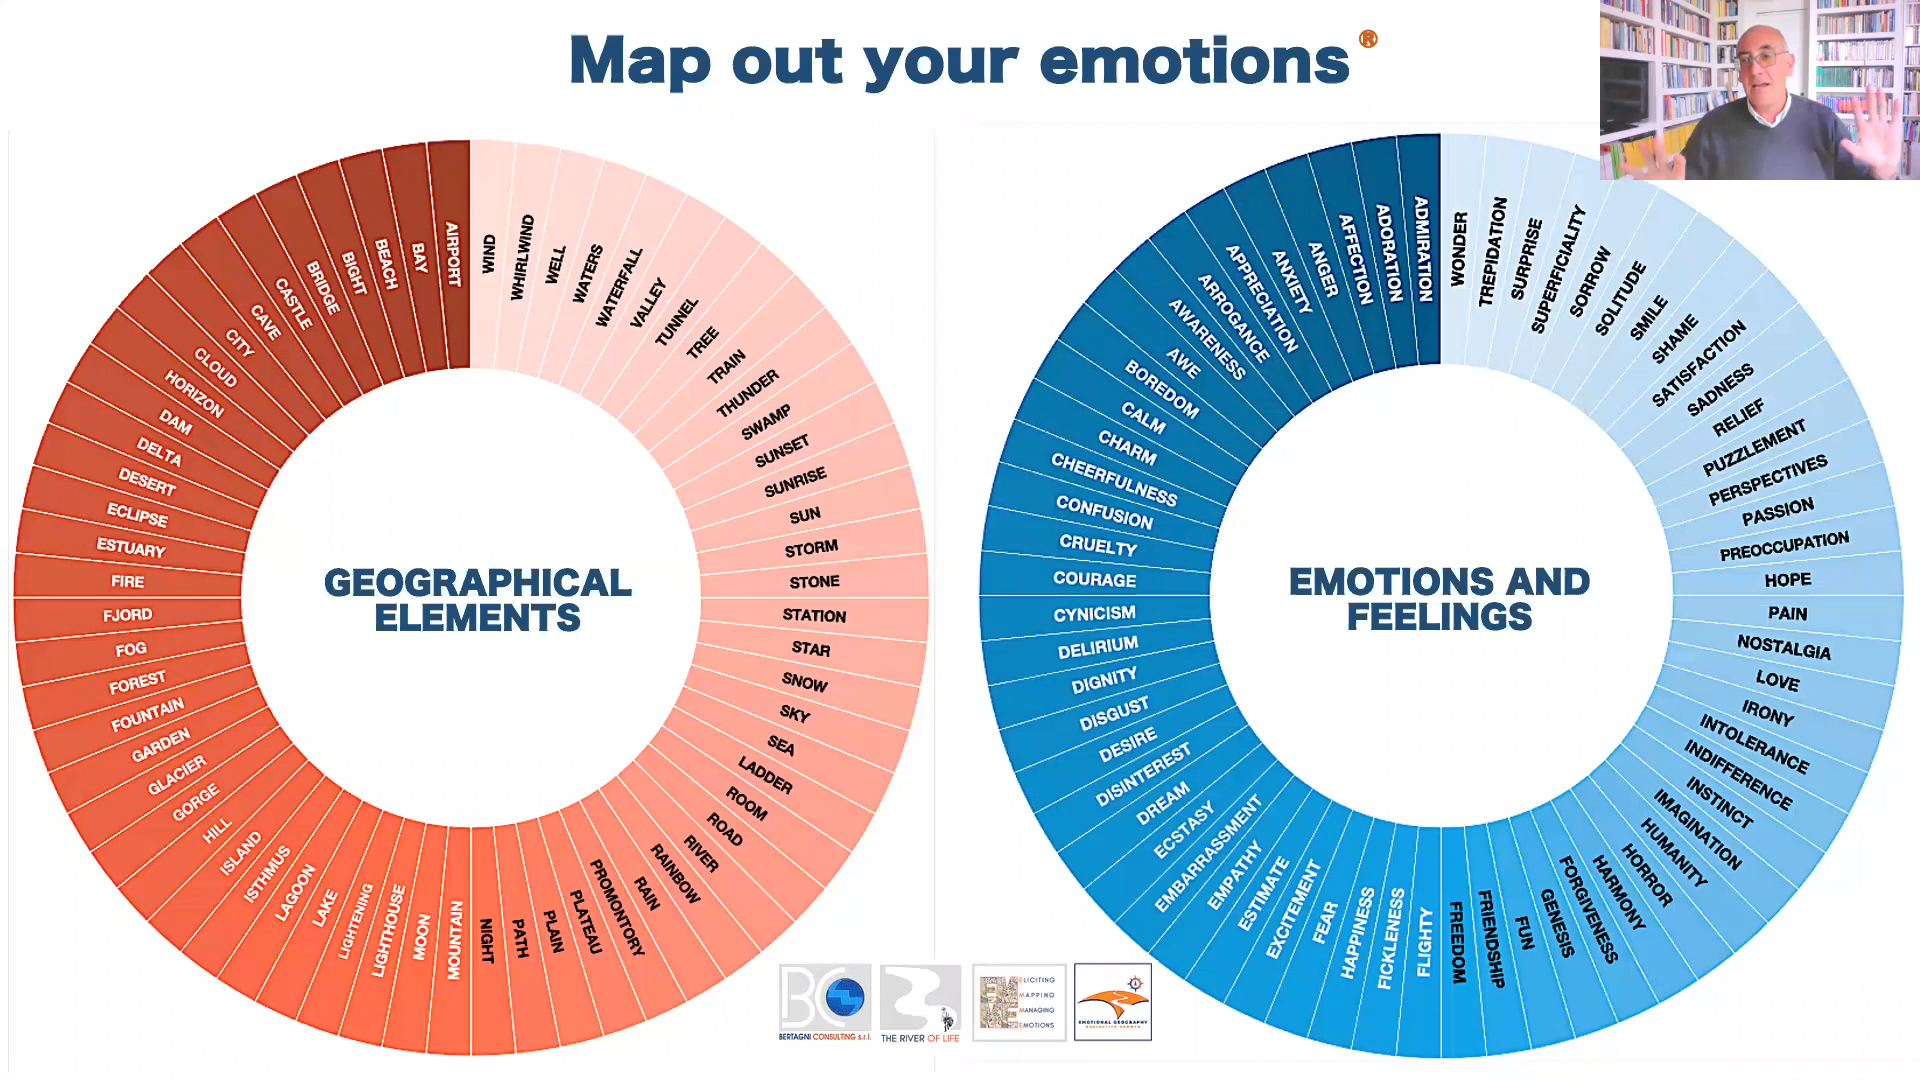 Map out your emotions
®
GEOGRAPHICAL
ELEMENTS
WIND
WHIRLWIND
WELL
WATERS
WATERFALL
VALLEY
TUNNEL
TREE
TRAIN
THUNDER
SWAMP
SUNSET
SUNRISE
SUN
STORM
STONE
STATION
STAR
SNOW
SKY
SEA
LADDER
ROOM
ROAD
RIVER
RAINBOW
RAIN
PROMONTORY
PLATEAU
PLAIN
PATH
NIGHT
MOUNTAIN
MOON
LIGHTHOUSE
LIGHTENING
LAKE
LAGOON
ISTHMUS
ISLAND
HILL
GORGE
GLACIER
GARDEN
FOUNTAIN
FOREST
FOG
FJORD
FIRE
ESTUARY
ECLIPSE
DESERT
DELTA
DAM
HORIZON
CLOUD
CITY
CAVE
CASTLE
BRIDGE
BIGHT
BEACH
BAY
AIRPORT
EMOTIONS AND
FEELINGS
WONDER
TREPIDATION
SURPRISE
SUPERFICIALITY
SORROW
SOLITUDE
SMILE
SHAME
SATISFACTION
SADNESS
RELIEF
PUZZLEMENT
PERSPECTIVES
PASSION
PREOCCUPATION
HOPE
PAIN
NOSTALGIA
LOVE
IRONY
INTOLERANCE
INDIFFERENCE
INSTINCT
IMAGINATION
HUMANITY
HORROR
HARMONY
FORGIVENESS
GENESIS
FUN
FRIENDSHIP
FREEDOM
FLIGHTY
FICKLENESS
HAPPINESS
FEAR
EXCITEMENT
ESTIMATE
EMPATHY
EMBARRASSMENT
ECSTASY
DREAM
DISINTEREST
DESIRE
DISGUST
DIGNITY
DELIRIUM
CYNICISM
COURAGE
CRUELTY
CONFUSION
CHEERFULNESS
CHARM
CALM
BOREDOM
AWE
AWARENESS
ARROGANCE
APPRECIATION
ANXIETY
ANGER
AFFECTION
ADORATION
ADMIRATION
BC
BERTAGNI CONSULTING s.r.l.
THE RIVER OF LIFE
ELICITING
MAPPING
MANAGING
EMOTIONS
EMOTIONAL GEOGRAPHY